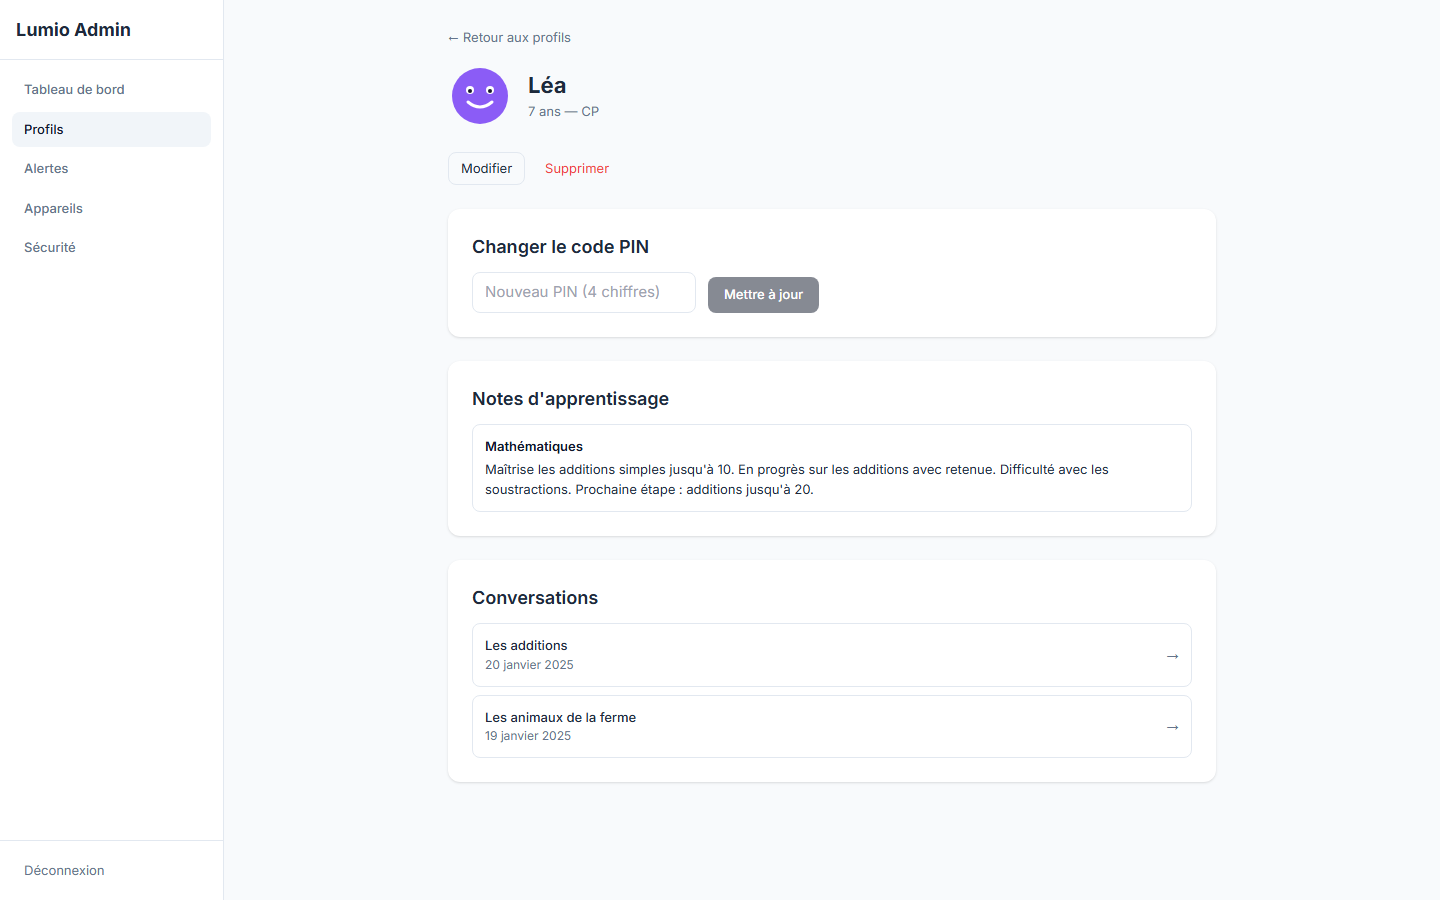 Lumio Admin
Tableau de bord
Profils
Alertes
Appareils
Sécurité
Déconnexion
← Retour aux profils
Léa
7 ans — CP
Modifier
Supprimer
Changer le code PIN
Nouveau PIN (4 chiffres)
Mettre à jour
Notes d'apprentissage
Mathématiques
Maîtrise les additions simples jusqu'à 10. En progrès sur les additions avec retenue. Difficulté avec les
soustractions. Prochaine étape : additions jusqu'à 20.
Conversations
Les additions
20 janvier 2025
→
Les animaux de la ferme
19 janvier 2025
→